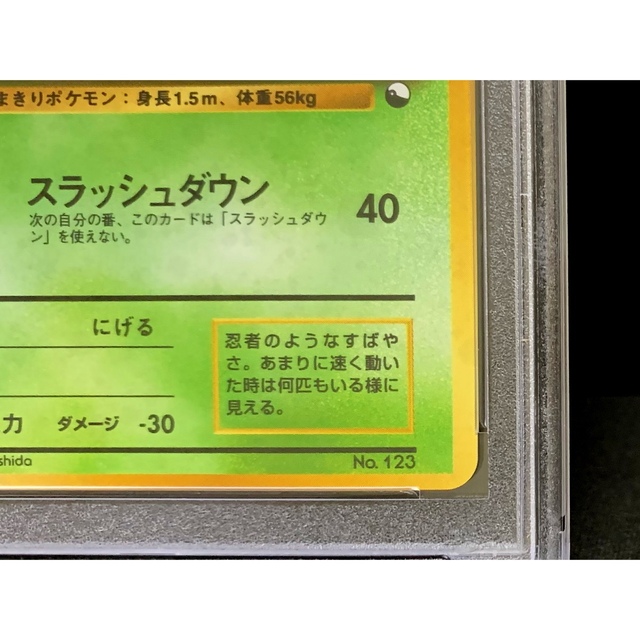 まきりポケモン：身長1.5m、体重56kg
スラッシュダウン
40
次の自分の番、このカードは「スラッシュダウ
ン」を使えない。
にげる
忍者のようなすばや
さ。あまりに速く動い
た時は何匹もいる様に
見える。
力 ダメージ -30
shida
No. 123